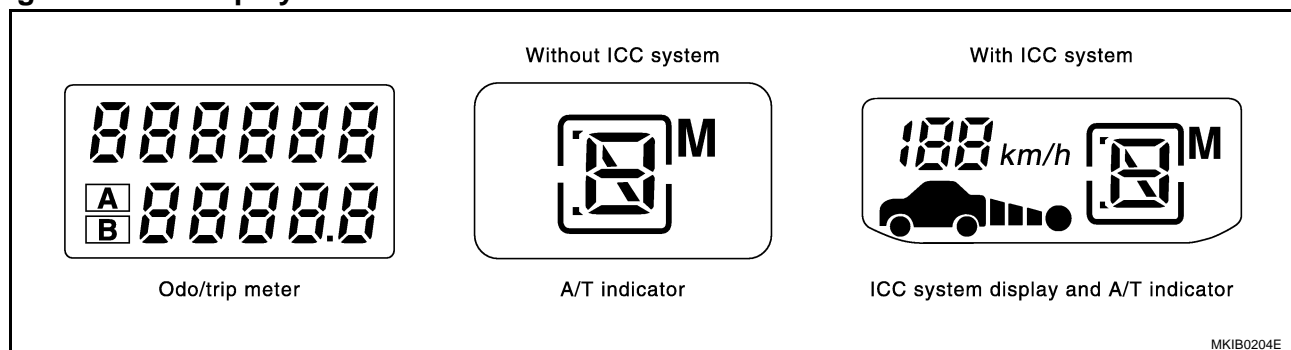 Without ICC system
With ICC system
888888
A
B
8888.8
M
188 km/h
M
Odo/trip meter
A/T indicator
ICC system display and A/T indicator
MKIB0204E